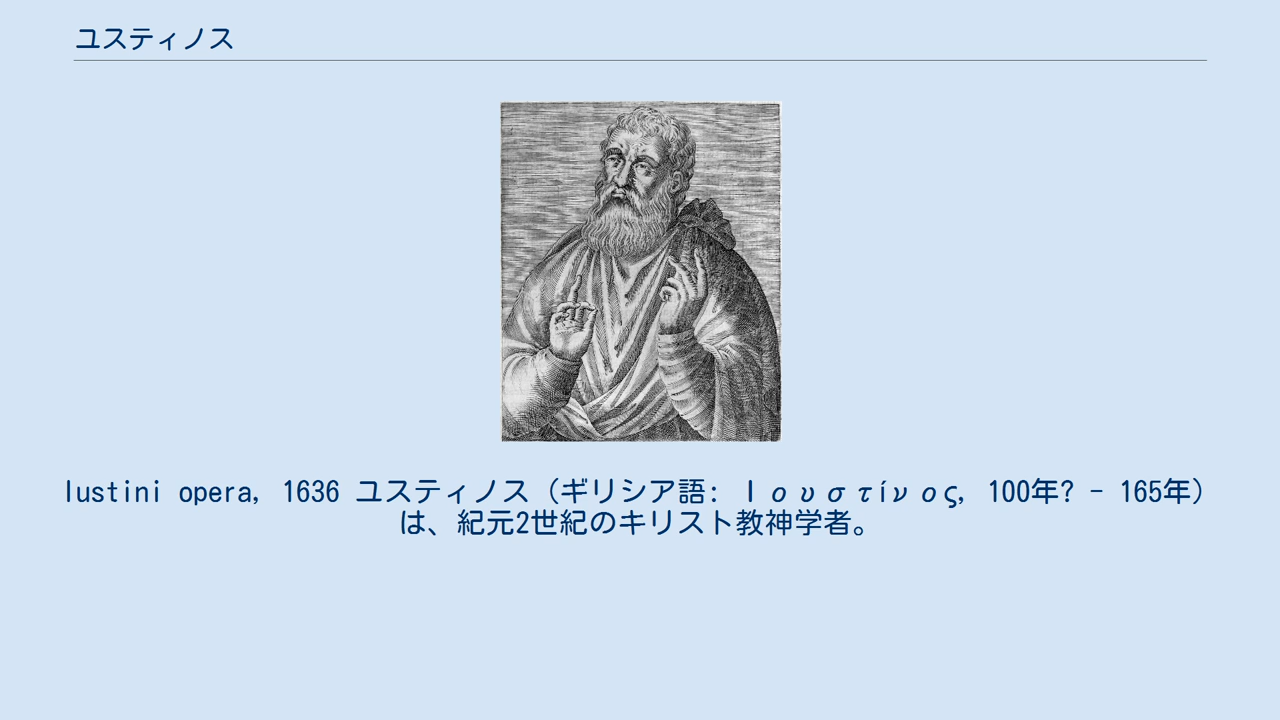 ユスティノス
Iustini opera, 1636 ユスティノス（ギリシア語: Ιουστίνος, 100年? - 165年）
は、紀元2世紀のキリスト教神学者。